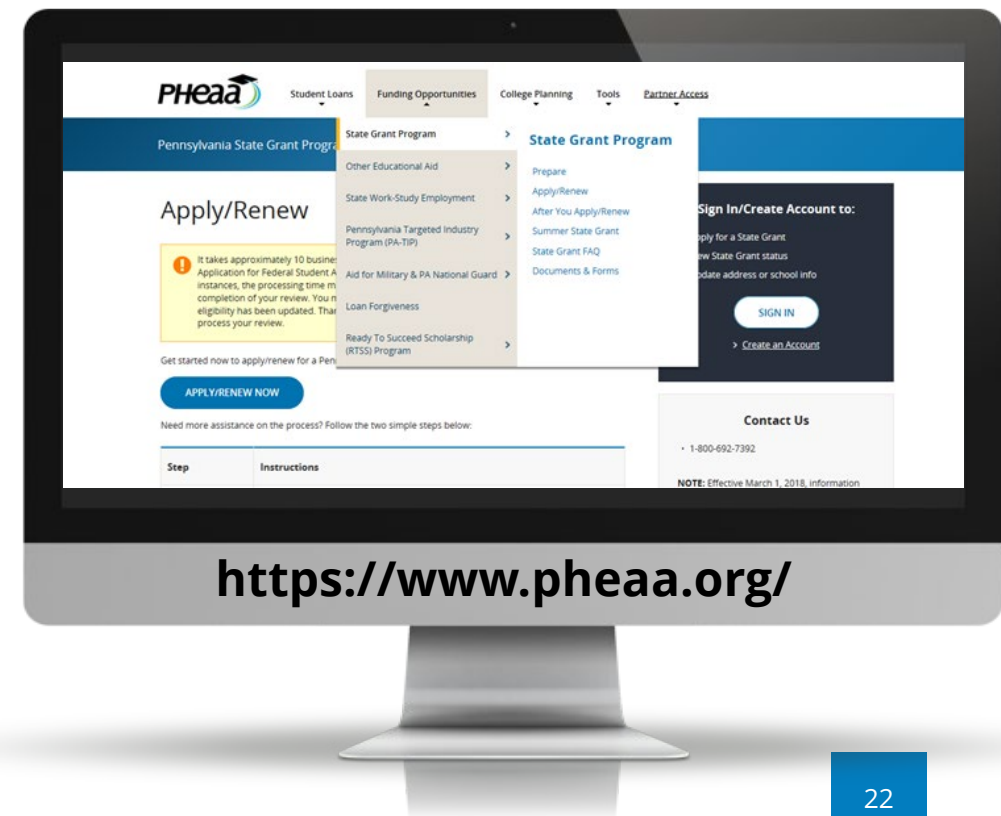 PHEAA
Student Loans
Funding Opportunities
College Planning
Tools
Partner Access
Pennsylvania State Grant Progra
State Grant Program
Other Educational Aid
State Work-Study Employment
Pennsylvania Targeted Industry
Program (PA-TIP)
Aid for Military & PA National Guard
Loan Forgiveness
Ready To Succeed Scholarship
(RTSS) Program
State Grant Program
Prepare
Apply/Renew
After You Apply/Renew
Summer State Grant
State Grant FAQ
Documents & Forms
Apply/Renew
It takes approximately 10 busines
Application for Federal Student A
instances, the processing time m
completion of your review. You m
eligibility has been updated. Than
process your review.
Get started now to apply/renew for a Pen
APPLY/RENEW NOW
Need more assistance on the process? Follow the two simple steps below:
Step
Instructions
Sign In/Create Account to:
pply for a State Grant
ew State Grant status
pdate address or school info
SIGN IN
Create an Account
Contact Us
• 1-800-692-7392
NOTE: Effective March 1, 2018, information
https://www.pheaa.org/
22